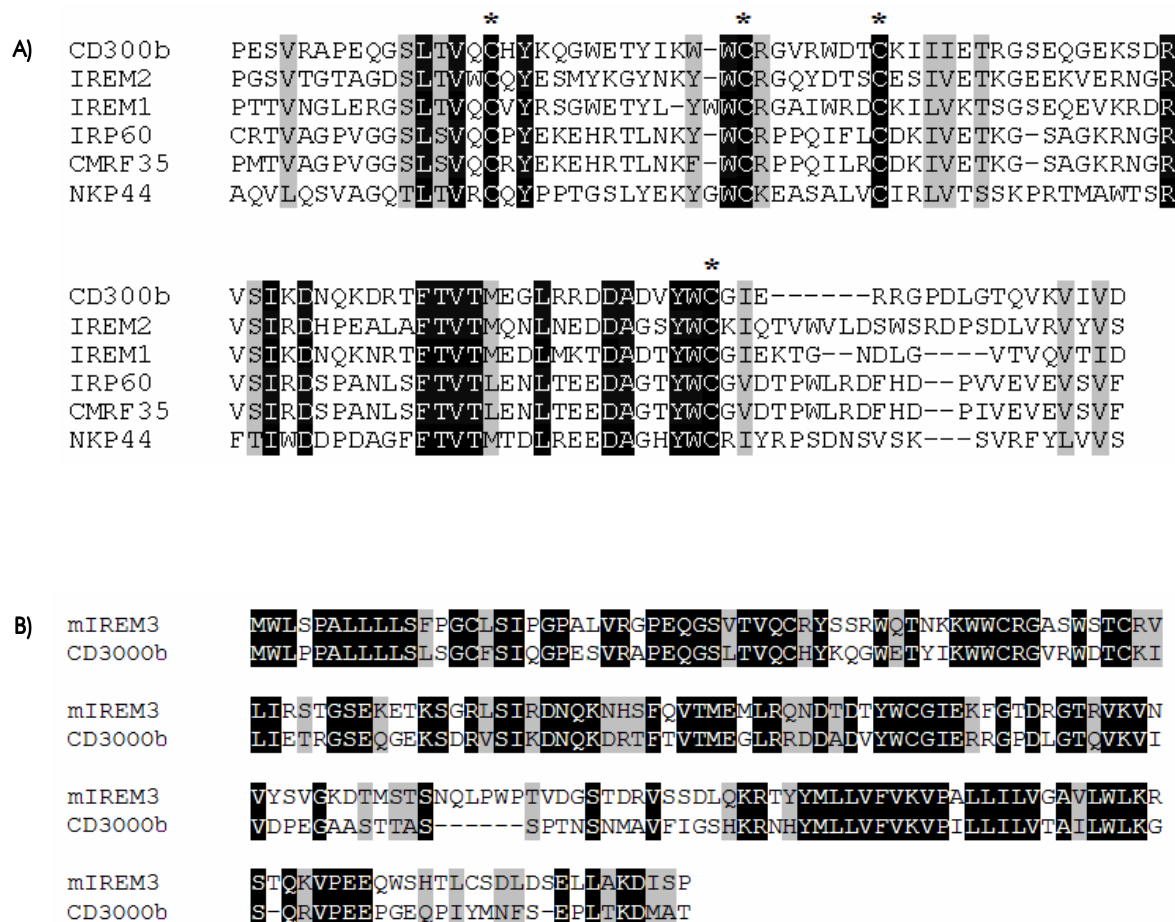 A)
* * *
CD300b PESVRAPEQGSLTVQCHYKQGWETYIKW-WCRGVRWDTCKIIIETRGSEQGEKSDR
IREM2 PGSVTGTAGDSLTVWCQYESMYKGYNKY-WCRGQYDTSCESIVETKGEEKVERNGR
IREM1 PTTVNGLERGSLTVQCVYRSGWETYL-YWWCRGAIWRDCKILVKTSGSEQEVKRDR
IRP60 CRTVAGPVGGSLSVQCPYEKEHRTLNKY-WCRPPQIFLCDKIVETKG-SAGKRNGR
CMRF35 PMTVAGPVGGSLSVQCRYEKEHRTLNKF-WCRPPQILRCDKIVETKG-SAGKRNGR
NKP44 AQVLQSVAGQTLTVRCQYPPTGSLYEKYGWCKEASALVCIRLVTSSKPRTMAWTSR
*
CD300b VSIKDNQKDRTFTVTMEGLRRDDADVYWCGIE------RRGPDLGTQVKVIVD
IREM2 VSIRDHPEALAFTVTMQNLNEDDAGSYWCKIQTVWVLDSWSRDPSDLVRVYVS
IREM1 VSIKDNQKNRTFTVTMEDLMKTDADTYWCGIEKTG--NDLG----VTVQVTID
IRP60 VSIRDSPANLSFTVTLENLTEEDAGTYWCGVDTPWLRDFHD--PVVEVEVSVF
CMRF35 VSIRDSPANLSFTVTLENLTEEDAGTYWCGVDTPWLRDFHD--PIVEVEVSVF
NKP44 FTIWDDPDAGFFTVTMTDLREEDAGHYWCRIYRPSDNSVSK---SVRFYLVVS
B)
mIREM3 MWLSPALLLLSFPGCLSIPGPALVRGPEQGSVTVQCRYSSRWQTNKKWWCRGASWSTCRV
CD3000b MWLPPALLLLSLSGCFSIQGPESVRAPEQGSLTVQCHYKQGWETYIKWWCRGVRWDTCKI
mIREM3 LIRSTGSEKETKSGRLSIRDNQKNHSFQVTMEMLRQNDTDTYWCGIEKFGTDRGTRVKVN
CD3000b LIETRGSEQGEKSDRVSIKDNQKDRTFTVTMEGLRRDDADVYWCGIERRGPDLGTQVKVI
mIREM3 VYSVGKDTMSTSNQLPWPTVDGSTDRVSSDLQKRTYYMLLVFVKVPALLILVGAVLWLKR
CD3000b VDPEGAASTTAS------SPTNSNMAVFIGSHKRNHYMLLVFVKVPILLILVTAILWLKG
mIREM3 STQKVPEEQWSHTLCSDLDSELLAKDISP
CD3000b S-QRVPEEPGEQPIYMNFS-EPLTKDMAT